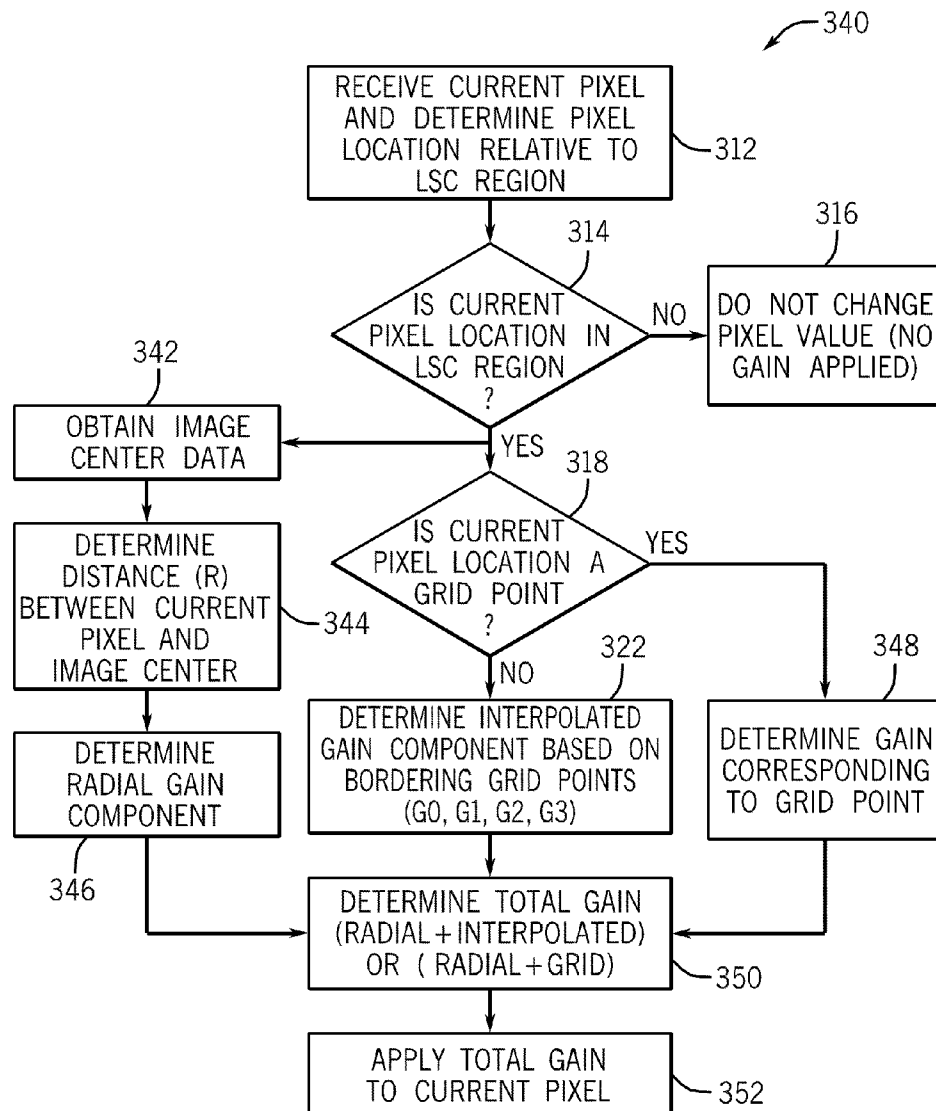 340
RECEIVE CURRENT PIXEL
AND DETERMINE PIXEL
LOCATION RELATIVE TO
LSC REGION
312
314
IS CURRENT
PIXEL LOCATION IN
LSC REGION
?
NO
316
DO NOT CHANGE
PIXEL VALUE (NO
GAIN APPLIED)
YES
342
OBTAIN IMAGE
CENTER DATA
DETERMINE
DISTANCE (R)
BETWEEN CURRENT
PIXEL AND
IMAGE CENTER
344
DETERMINE
RADIAL GAIN
COMPONENT
346
318
IS CURRENT
PIXEL LOCATION A
GRID POINT
?
YES
NO
322
DETERMINE INTERPOLATED
GAIN COMPONENT BASED ON
BORDERING GRID POINTS
(G0, G1, G2, G3)
348
DETERMINE GAIN
CORRESPONDING
TO GRID POINT
DETERMINE TOTAL GAIN
(RADIAL+INTERPOLATED)
OR ( RADIAL+GRID)
350
APPLY TOTAL GAIN
TO CURRENT PIXEL
352